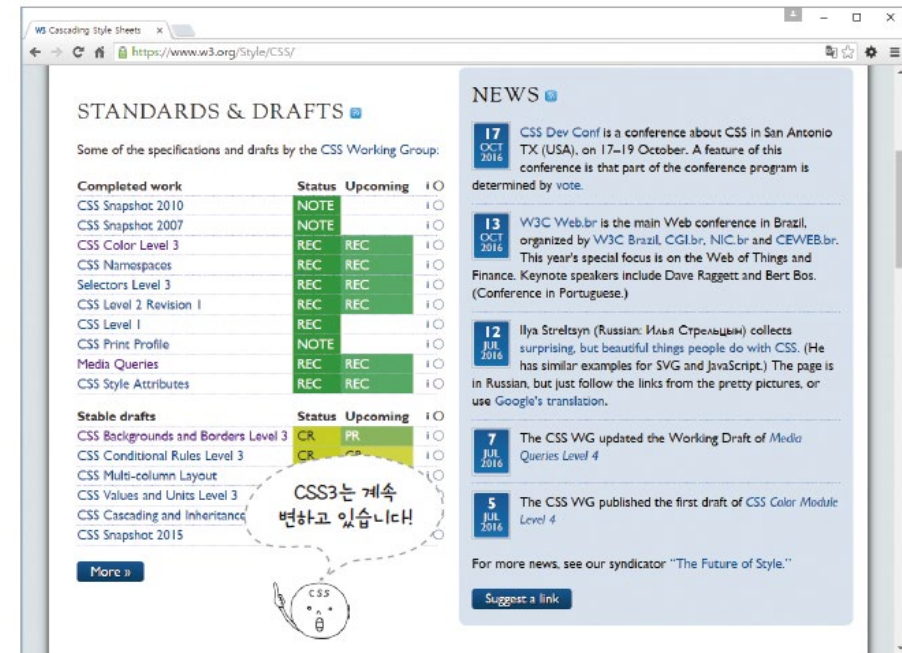 W3 Cascading Style Sheets
https://www.w3.org/Style/CSS/
STANDARDS & DRAFTS
Some of the specifications and drafts by the CSS Working Group:
Completed work Status Upcoming i O
CSS Snapshot 2010 NOTE i O
CSS Snapshot 2007 NOTE i O
CSS Color Level 3 REC REC i O
CSS Namespaces REC REC i O
Selectors Level 3 REC REC i O
CSS Level 2 Revision 1 REC REC i O
CSS Level 1 REC i O
CSS Print Profile NOTE i O
Media Queries REC REC i O
CSS Style Attributes REC REC i O
Stable drafts Status Upcoming i O
CSS Backgrounds and Borders Level 3 CR PR i O
CSS Conditional Rules Level 3 CR CR i O
CSS Multi-column Layout
CSS Values and Units Level 3
CSS Cascading and Inheritance
CSS Snapshot 2015
More »
CSS3는 계속
변하고 있습니다!
CSS
NEWS
17 OCT 2016
CSS Dev Conf is a conference about CSS in San Antonio
TX (USA), on 17–19 October. A feature of this
conference is that part of the conference program is
determined by vote.
13 OCT 2016
W3C Web.br is the main Web conference in Brazil,
organized by W3C Brazil, CGI.br, NIC.br and CEWEB.br.
This year's special focus is on the Web of Things and
Finance. Keynote speakers include Dave Raggett and Bert Bos.
(Conference in Portuguese.)
12 JUL 2016
Ilya Streltsyn (Russian: Илья Стрельцын) collects
surprising, but beautiful things people do with CSS. (He
has similar examples for SVG and JavaScript.) The page is
in Russian, but just follow the links from the pretty pictures, or
use Google's translation.
7 JUL 2016
The CSS WG updated the Working Draft of Media
Queries Level 4
5 JUL 2016
The CSS WG published the first draft of CSS Color Module
Level 4
For more news, see our syndicator "The Future of Style."
Suggest a link